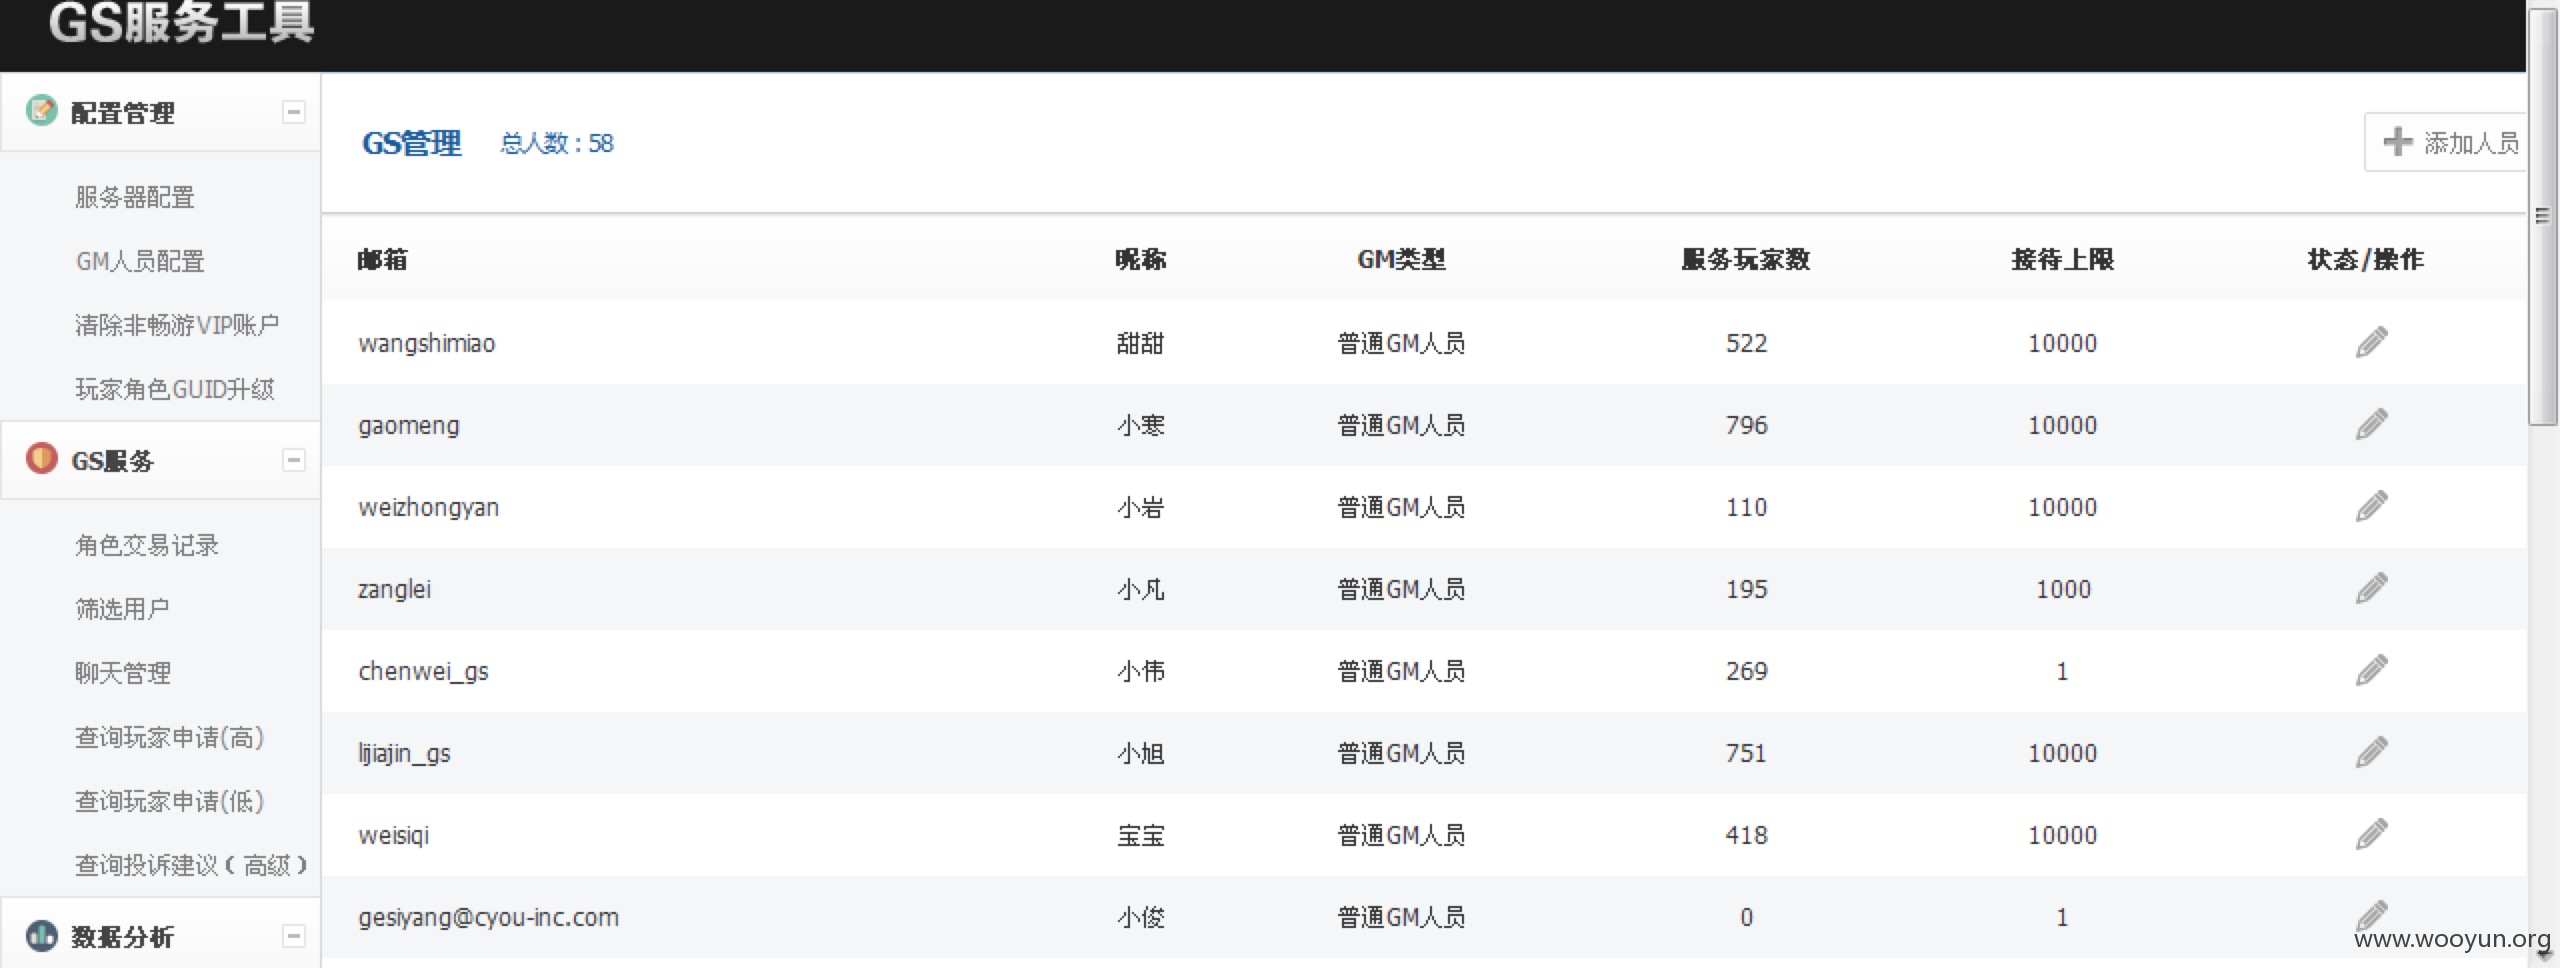 GS服务工具
配置管理
服务器配置
GM人员配置
清除非畅游VIP账户
玩家角色GUID升级
GS服务
角色交易记录
筛选用户
聊天管理
查询玩家申请(高)
查询玩家申请(低)
查询投诉建议(高级)
数据分析
GS管理 总人数:58
添加人员
邮箱 昵称 GM类型 服务玩家数 接待上限 状态/操作
wangshimiao 甜甜 普通GM人员 522 10000
gaomeng 小寒 普通GM人员 796 10000
weizhongyan 小岩 普通GM人员 110 10000
zanglei 小凡 普通GM人员 195 1000
chenwei_gs 小伟 普通GM人员 269 1
lijiajin_gs 小旭 普通GM人员 751 10000
weisiqi 宝宝 普通GM人员 418 10000
gesiyang@cyou-inc.com 小俊 普通GM人员 0 1
www.wooyun.org